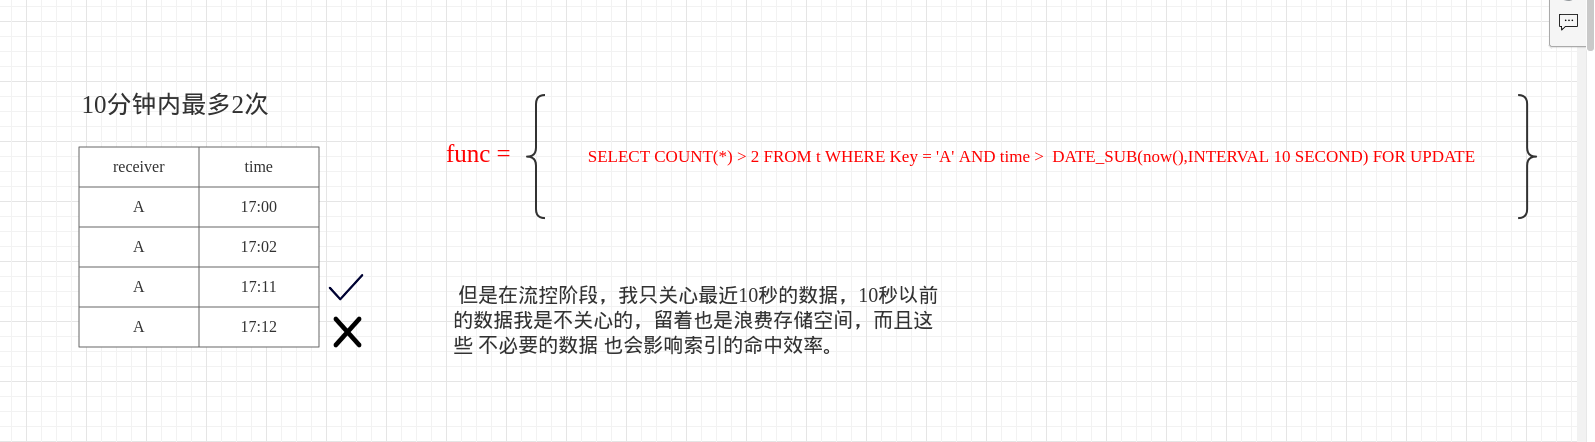 10分钟内最多2次
receiver time
A 17:00
A 17:02
A 17:11
A 17:12
func =
SELECT COUNT(*) > 2 FROM t WHERE Key = 'A' AND time > DATE_SUB(now(),INTERVAL 10 SECOND) FOR UPDATE
但是在流控阶段，我只关心最近10秒的数据，10秒以前
的数据我是不关心的，留着也是浪费存储空间，而且这
些 不必要的数据 也会影响索引的命中效率。